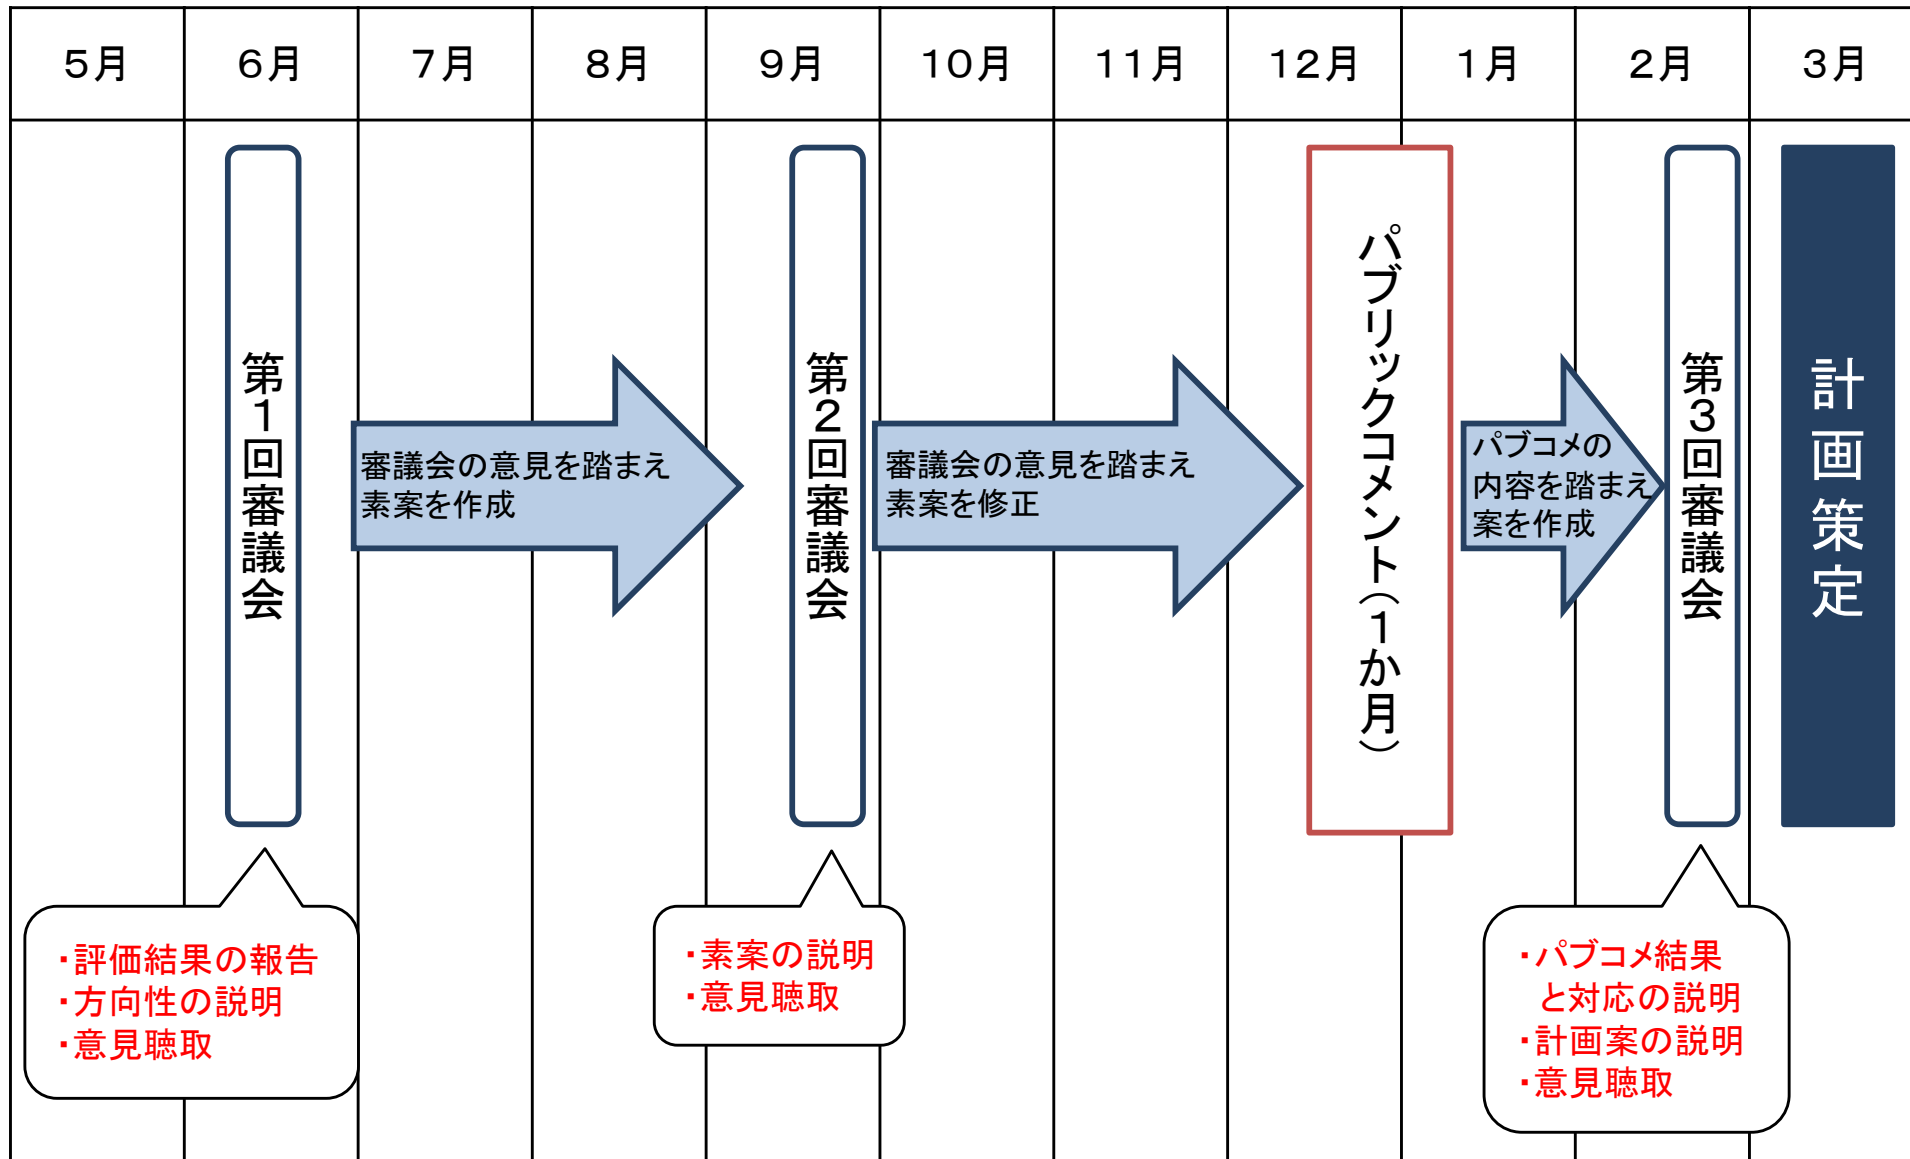 5月
6月
7月
8月
9月
10月
11月
12月
1月
2月
3月
第1回審議会
審議会の意見を踏まえ
素案を作成
第2回審議会
審議会の意見を踏まえ
素案を修正
パブリックコメント(1か月)
パブコメの
内容を踏まえ
案を作成
第3回審議会
計画策定
・評価結果の報告
・方向性の説明
・意見聴取
・素案の説明
・意見聴取
・パブコメ結果
と対応の説明
・計画案の説明
・意見聴取